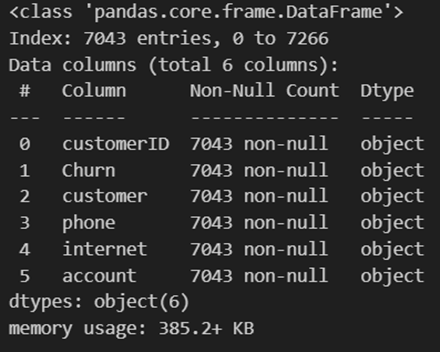 <class 'pandas.core.frame.DataFrame'>
Index: 7043 entries, 0 to 7266
Data columns (total 6 columns):
 #   Column      Non-Null Count  Dtype
---  ------      --------------  -----
 0   customerID  7043 non-null   object
 1   Churn       7043 non-null   object
 2   customer    7043 non-null   object
 3   phone       7043 non-null   object
 4   internet    7043 non-null   object
 5   account     7043 non-null   object
dtypes: object(6)
memory usage: 385.2+ KB